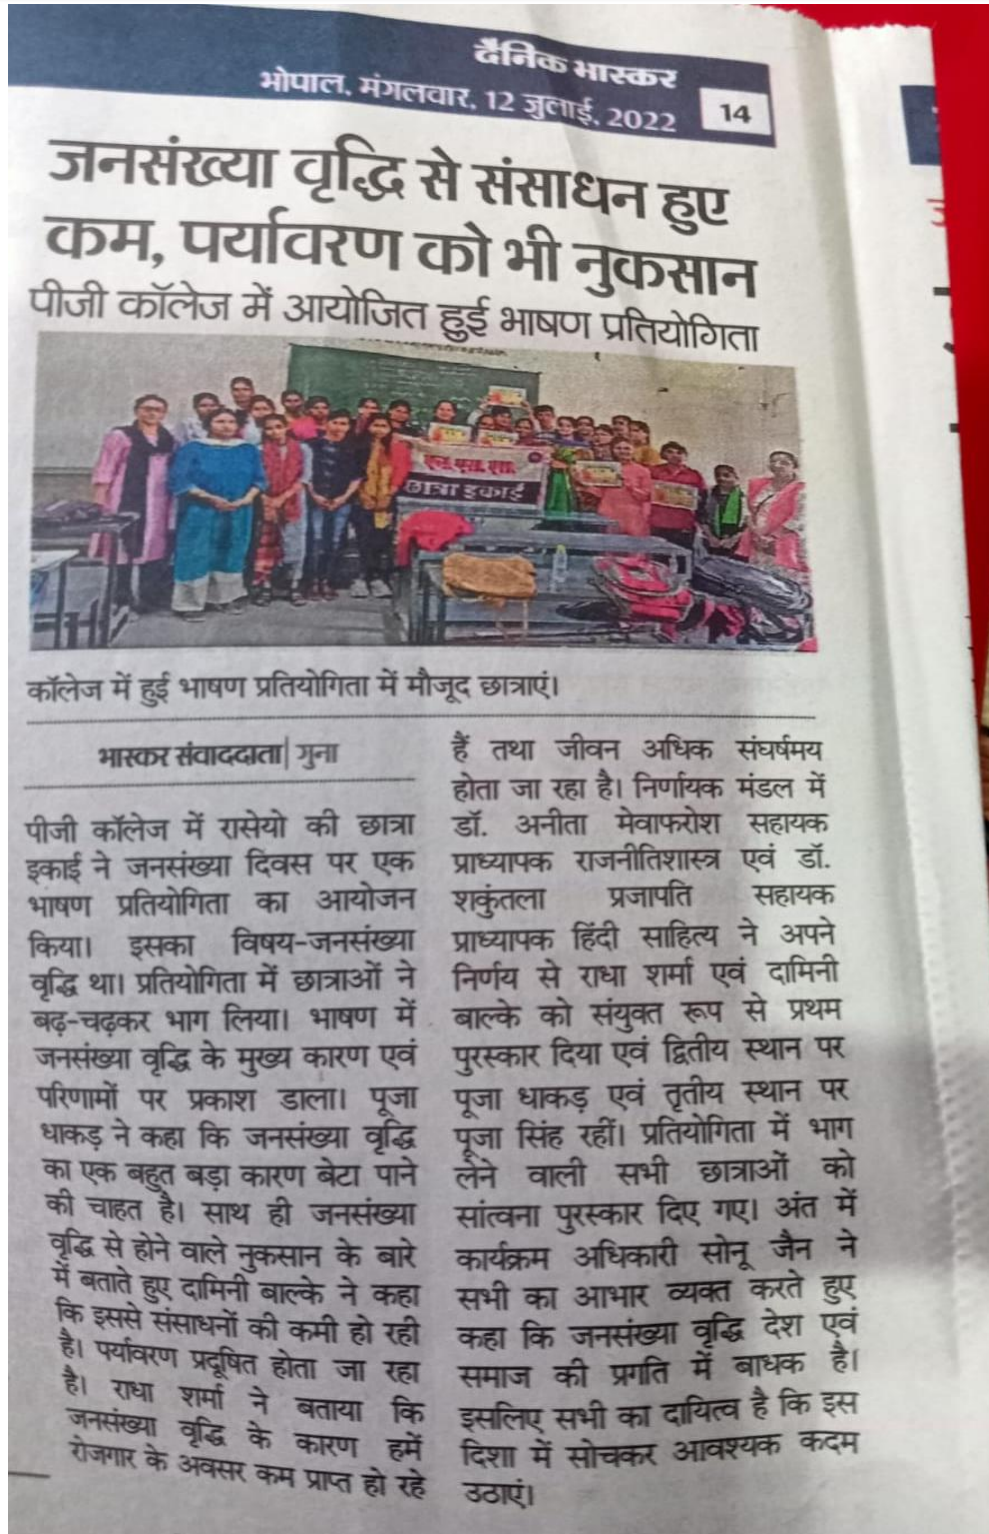 दैनिक भास्कर
भोपाल, मंगलवार, 12 जुलाई, 2022
14
जनसंख्या वृद्धि से संसाधन हुए
कम, पर्यावरण को भी नुकसान
पीजी कॉलेज में आयोजित हुई भाषण प्रतियोगिता
एन.एस.एस.
छात्रा इकाई
कॉलेज में हुई भाषण प्रतियोगिता में मौजूद छात्राएं।
भास्कर संवाददाता| गुना
पीजी कॉलेज में रासेयो की छात्रा
इकाई ने जनसंख्या दिवस पर एक
भाषण प्रतियोगिता का आयोजन
किया। इसका विषय-जनसंख्या
वृद्धि था। प्रतियोगिता में छात्राओं ने
बढ़-चढ़कर भाग लिया। भाषण में
जनसंख्या वृद्धि के मुख्य कारण एवं
परिणामों पर प्रकाश डाला। पूजा
धाकड़ ने कहा कि जनसंख्या वृद्धि
का एक बहुत बड़ा कारण बेटा पाने
की चाहत है। साथ ही जनसंख्या
वृद्धि से होने वाले नुकसान के बारे
में बताते हुए दामिनी बाल्के ने कहा
कि इससे संसाधनों की कमी हो रही
है। पर्यावरण प्रदूषित होता जा रहा
है। राधा शर्मा ने बताया कि
जनसंख्या वृद्धि के कारण हमें
रोजगार के अवसर कम प्राप्त हो रहे
हैं तथा जीवन अधिक संघर्षमय
होता जा रहा है। निर्णायक मंडल में
डॉ. अनीता मेवाफरोश सहायक
प्राध्यापक राजनीतिशास्त्र एवं डॉ.
शकुंतला प्रजापति सहायक
प्राध्यापक हिंदी साहित्य ने अपने
निर्णय से राधा शर्मा एवं दामिनी
बाल्के को संयुक्त रूप से प्रथम
पुरस्कार दिया एवं द्वितीय स्थान पर
पूजा धाकड़ एवं तृतीय स्थान पर
पूजा सिंह रहीं। प्रतियोगिता में भाग
लेने वाली सभी छात्राओं को
सांत्वना पुरस्कार दिए गए। अंत में
कार्यक्रम अधिकारी सोनू जैन ने
सभी का आभार व्यक्त करते हुए
कहा कि जनसंख्या वृद्धि देश एवं
समाज की प्रगति में बाधक है।
इसलिए सभी का दायित्व है कि इस
दिशा में सोचकर आवश्यक कदम
उठाएं।